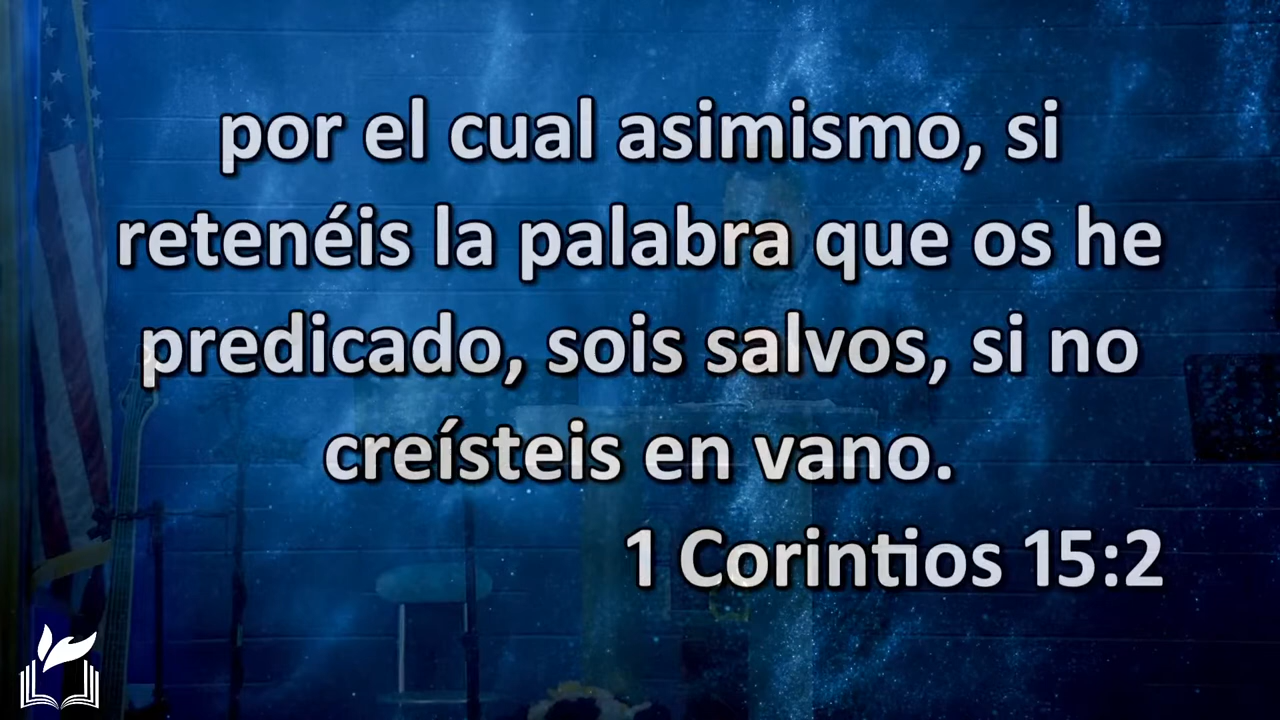 por el cual asimismo, si
retenéis la palabra que os he
predicado, sois salvos, si no
creísteis en vano.
1 Corintios 15:2